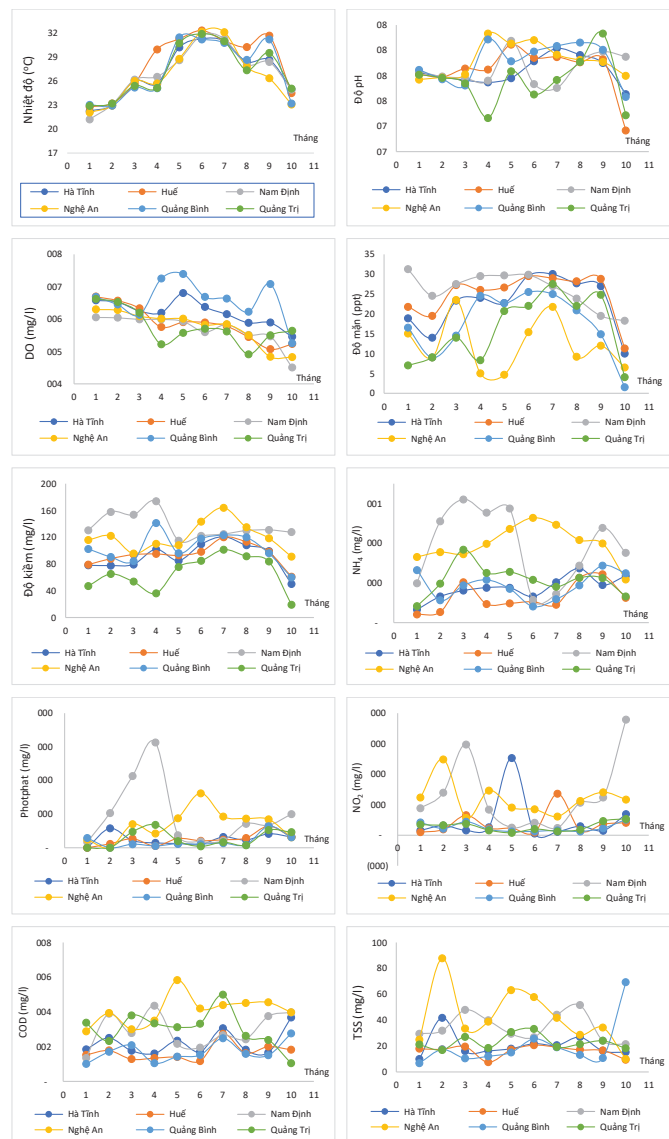 Nhiệt độ (°C)
32
29
26
23
20
17
0 1 2 3 4 5 6 7 8 9 10 11
Tháng
Hà Tĩnh Huế Nam Định
Nghệ An Quảng Bình Quảng Trị
Độ pH
08
08
08
07
07
0 1 2 3 4 5 6 7 8 9 10 11
Tháng
Hà Tĩnh Huế Nam Định
Nghệ An Quảng Bình Quảng Trị
DO (mg/l)
008
007
006
005
004
0 1 2 3 4 5 6 7 8 9 10 11
Tháng
Hà Tĩnh Huế Nam Định
Nghệ An Quảng Bình Quảng Trị
Độ mặn (ppt)
35
30
25
20
15
10
5
0
0 1 2 3 4 5 6 7 8 9 10 11
Tháng
Hà Tĩnh Huế Nam Định
Nghệ An Quảng Bình Quảng Trị
Độ kiềm (mg/l)
200
160
120
80
40
0
0 1 2 3 4 5 6 7 8 9 10 11
Tháng
Hà Tĩnh Huế Nam Định
Nghệ An Quảng Bình Quảng Trị
NH₄ (mg/l)
001
000
000
-
0 1 2 3 4 5 6 7 8 9 10 11
Tháng
Hà Tĩnh Huế Nam Định
Nghệ An Quảng Bình Quảng Trị
Photphat (mg/l)
000
000
000
000
-
0 1 2 3 4 5 6 7 8 9 10 11
Tháng
Hà Tĩnh Huế Nam Định
Nghệ An Quảng Bình Quảng Trị
NO₂ (mg/l)
000
000
000
000
-
(000)
0 1 2 3 4 5 6 7 8 9 10 11
Tháng
Hà Tĩnh Huế Nam Định
Nghệ An Quảng Bình Quảng Trị
COD (mg/l)
008
006
004
002
-
0 1 2 3 4 5 6 7 8 9 10 11
Tháng
Hà Tĩnh Huế Nam Định
Nghệ An Quảng Bình Quảng Trị
TSS (mg/l)
100
80
60
40
20
0
0 1 2 3 4 5 6 7 8 9 10 11
Tháng
Hà Tĩnh Huế Nam Định
Nghệ An Quảng Bình Quảng Trị